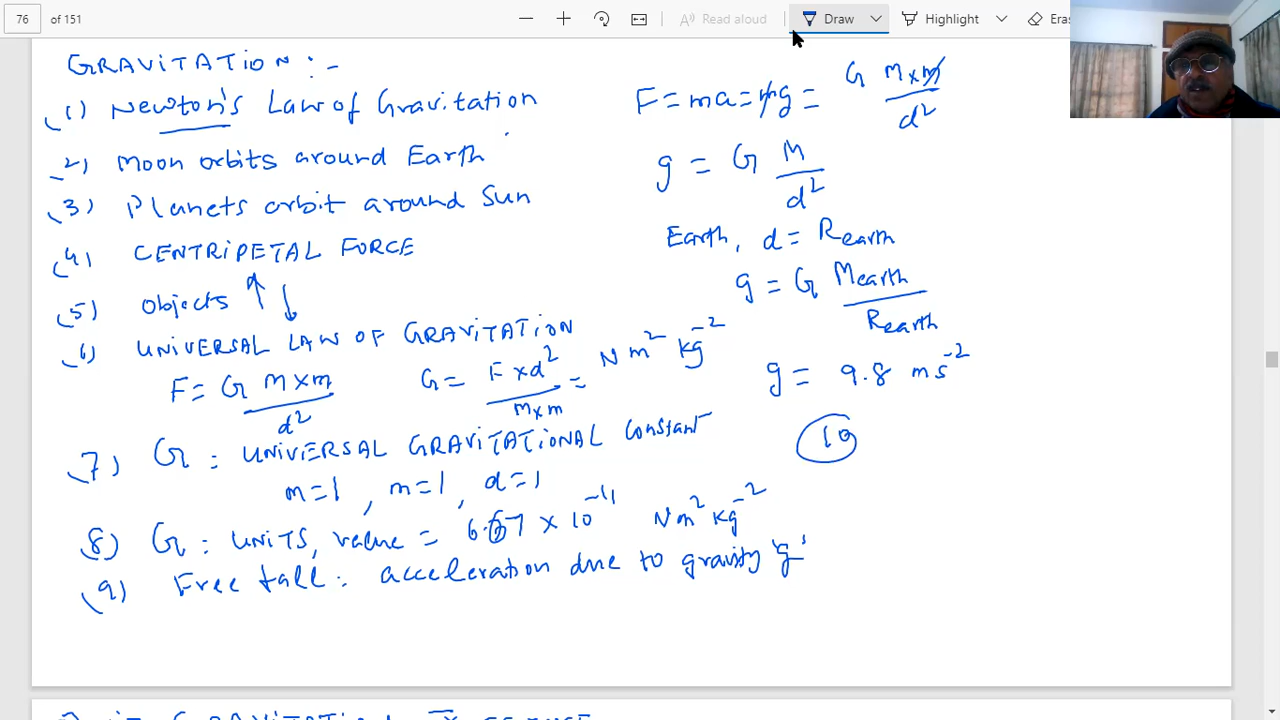 76 of 151 Read aloud Draw Highlight Eras
GRAVITATION :-
(1) Newton's Law of Gravitation
(2) Moon orbits around Earth
(3) Planets orbit around Sun
(4) CENTRIPETAL FORCE
(5) Objects ↑ ↓
(6) UNIVERSAL LAW OF GRAVITATION
F = G M×m / d² G = F×d² / M×m = N m² kg⁻²
(7) G : UNIVERSAL GRAVITATIONAL constant
m=1 , m=1 , d=1
(8) G : UNITS, value = 6.67 × 10⁻¹¹ Nm² kg⁻²
(9) Free fall : acceleration due to gravity 'g'
F = ma = mg = G M×m / d²
g = G M / d²
Earth, d = Rearth
g = G Mearth / Rearth
g = 9.8 ms⁻²
10